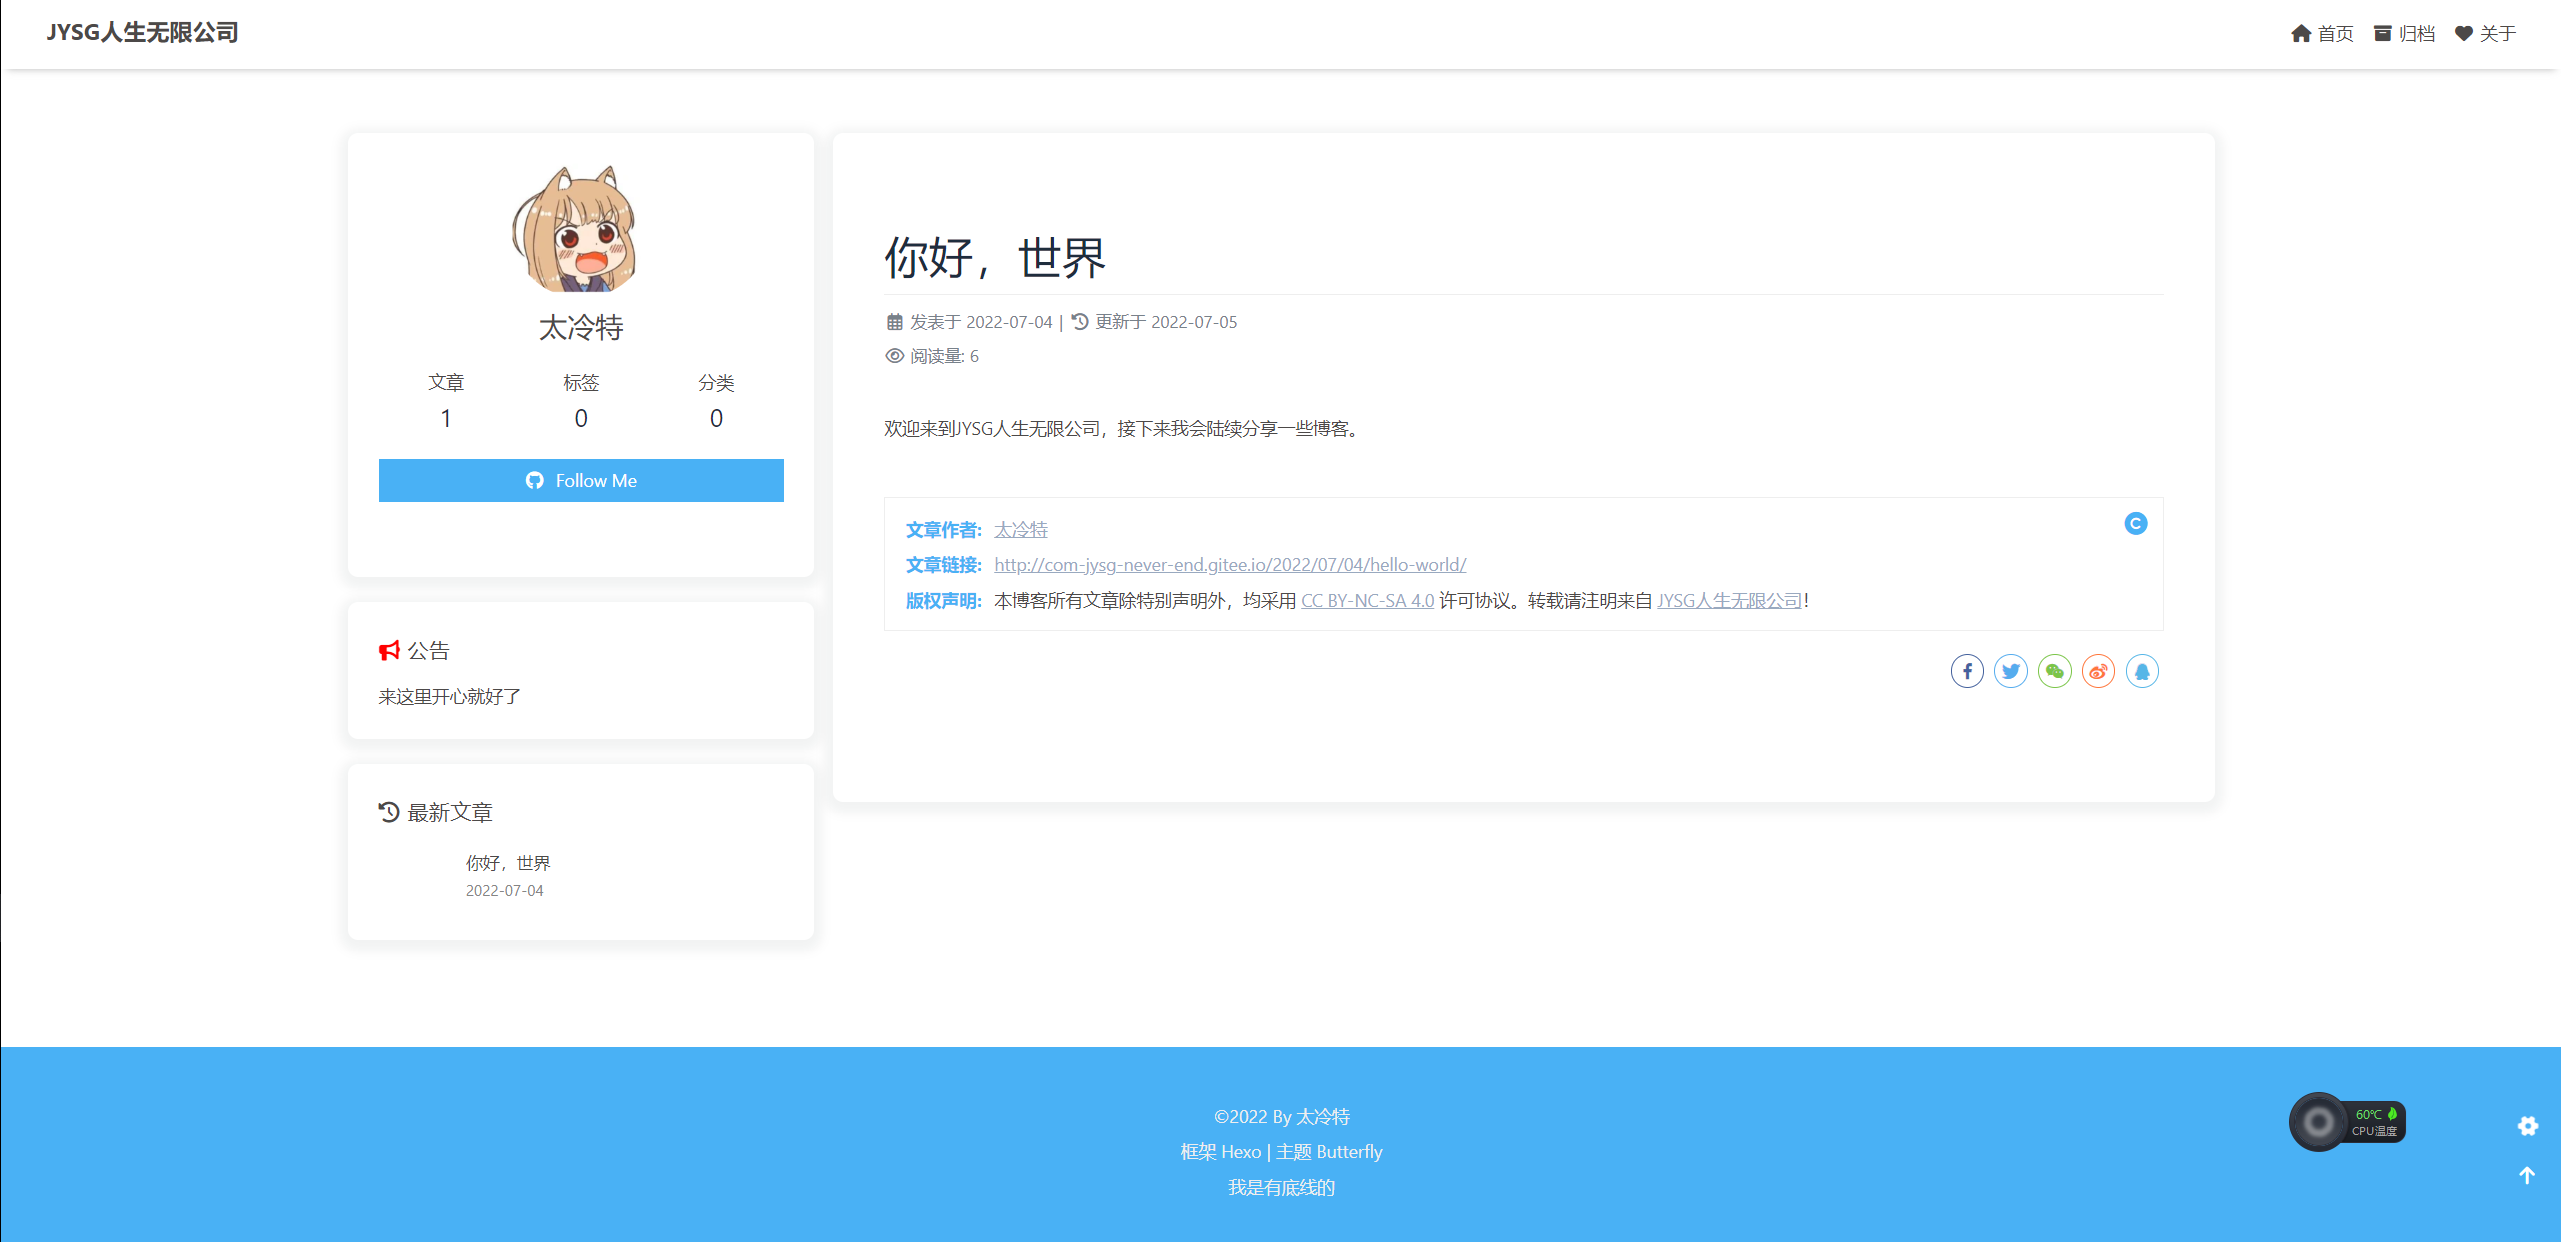 JYSG人生无限公司
首页 归档 关于
太冷特
文章 标签 分类
1 0 0
Follow Me
公告
来这里开心就好了
最新文章
你好，世界
2022-07-04
你好，世界
发表于 2022-07-04 | 更新于 2022-07-05
阅读量: 6
欢迎来到JYSG人生无限公司，接下来我会陆续分享一些博客。
文章作者: 太冷特
文章链接: http://com-jysg-never-end.gitee.io/2022/07/04/hello-world/
版权声明: 本博客所有文章除特别声明外，均采用 CC BY-NC-SA 4.0 许可协议。转载请注明来自 JYSG人生无限公司！
©2022 By 太冷特
框架 Hexo | 主题 Butterfly
我是有底线的
60℃
CPU温度